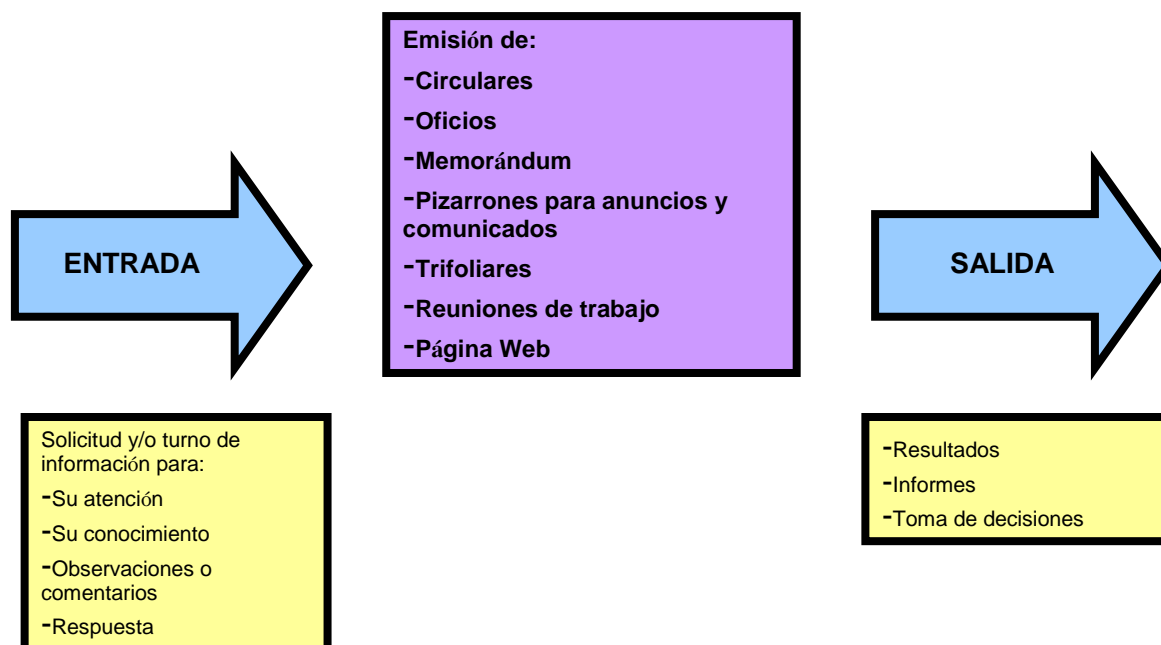 Emisión de:
-Circulares
-Oficios
-Memorándum
-Pizarrones para anuncios y
comunicados
-Trifoliares
-Reuniones de trabajo
-Página Web
ENTRADA
SALIDA
Solicitud y/o turno de
información para:
-Su atención
-Su conocimiento
-Observaciones o
comentarios
-Respuesta
-Resultados
-Informes
-Toma de decisiones